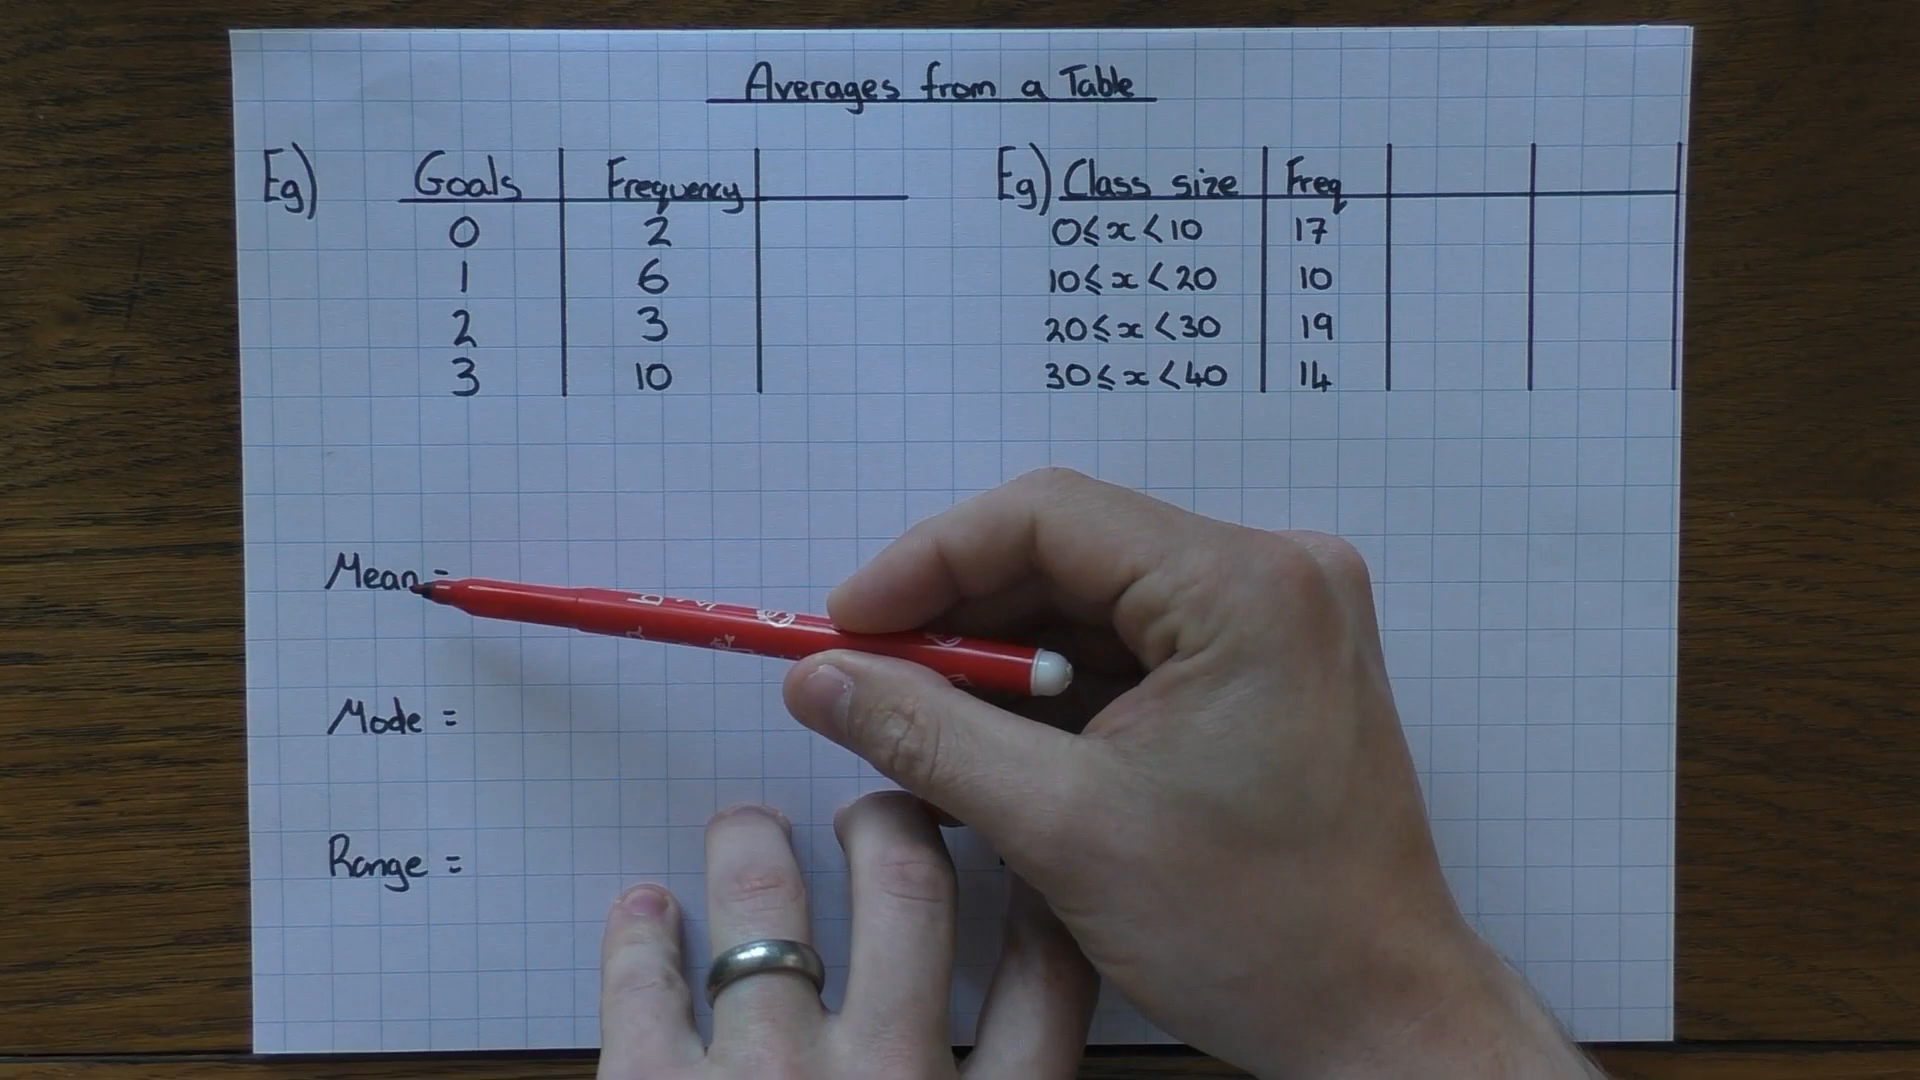 Averages from a Table
Eg)
Goals Frequency
0 2
1 6
2 3
3 10
Eg)
Class size Freq
0⩽x<10 17
10⩽x<20 10
20⩽x<30 19
30⩽x<40 14
Mean =
Mode =
Range =